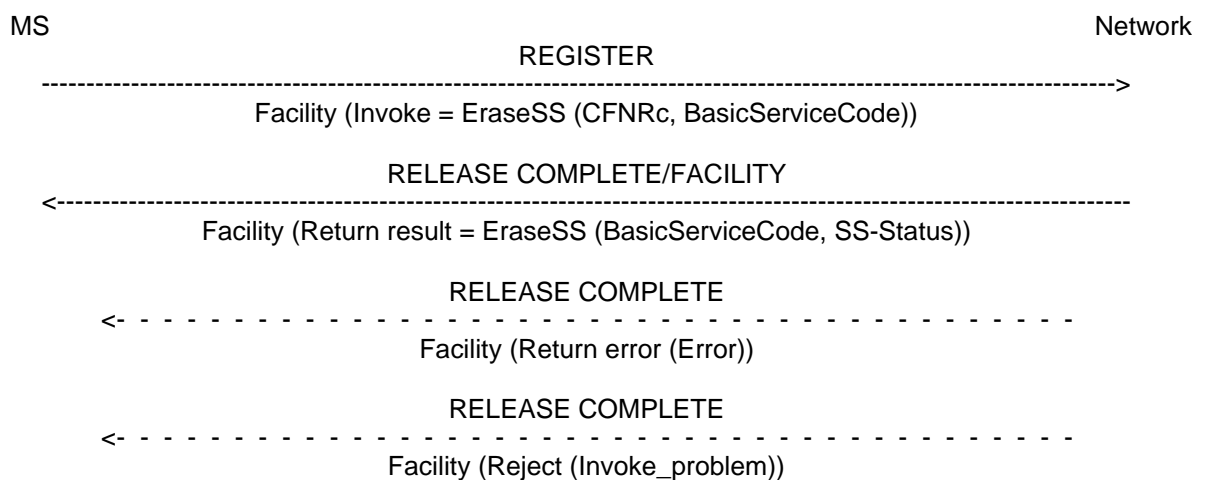 MS Network
REGISTER
Facility (Invoke = EraseSS (CFNRc, BasicServiceCode))
RELEASE COMPLETE/FACILITY
Facility (Return result = EraseSS (BasicServiceCode, SS-Status))
RELEASE COMPLETE
Facility (Return error (Error))
RELEASE COMPLETE
Facility (Reject (Invoke_problem))